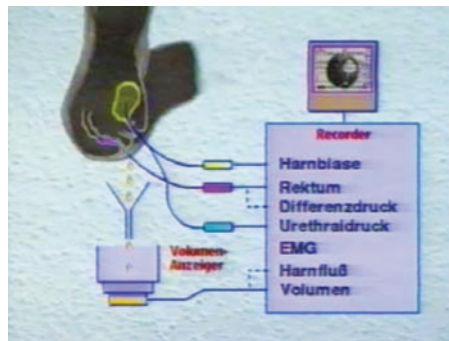 Recorder
Harnblase
Rektum
Differenzdruck
Urethraldruck
EMG
Harnfluß
Volumen
Volumen-
Anzeiger